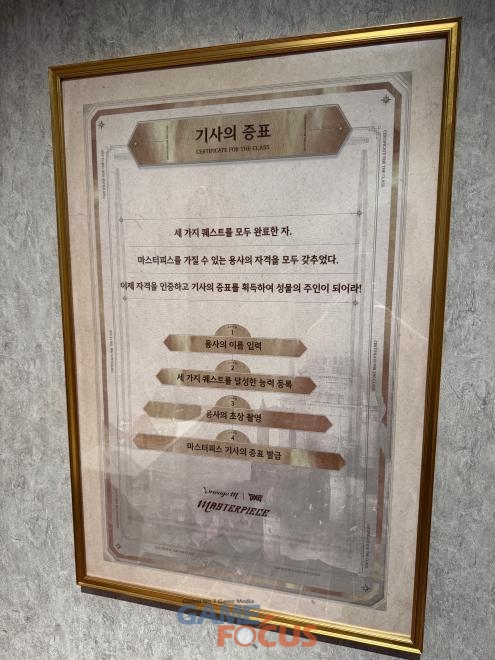 기사의 증표
CERTIFICATE FOR THE CLASS
세 가지 퀘스트를 모두 완료한 자.
마스터피스를 가질 수 있는 용사의 자격을 모두 갖추었다.
이제 자격을 인증하고 기사의 증표를 획득하여 성물의 주인이 되어라!
1
용사의 이름 입력
2
세 가지 퀘스트를 달성한 능력 등록
3
용사의 초상 촬영
4
마스터피스 기사의 증표 발급
Lineage M
MASTERPIECE
Global No.1 Game Media
GAME FOCUS